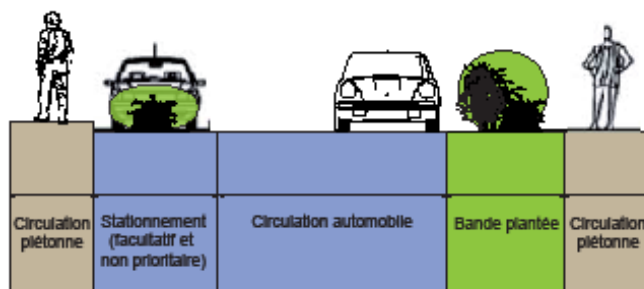 Circulation
piétonne
Stationnement
(facultatif et
non prioritaire)
Circulation automobile
Bande plantée
Circulation
piétonne